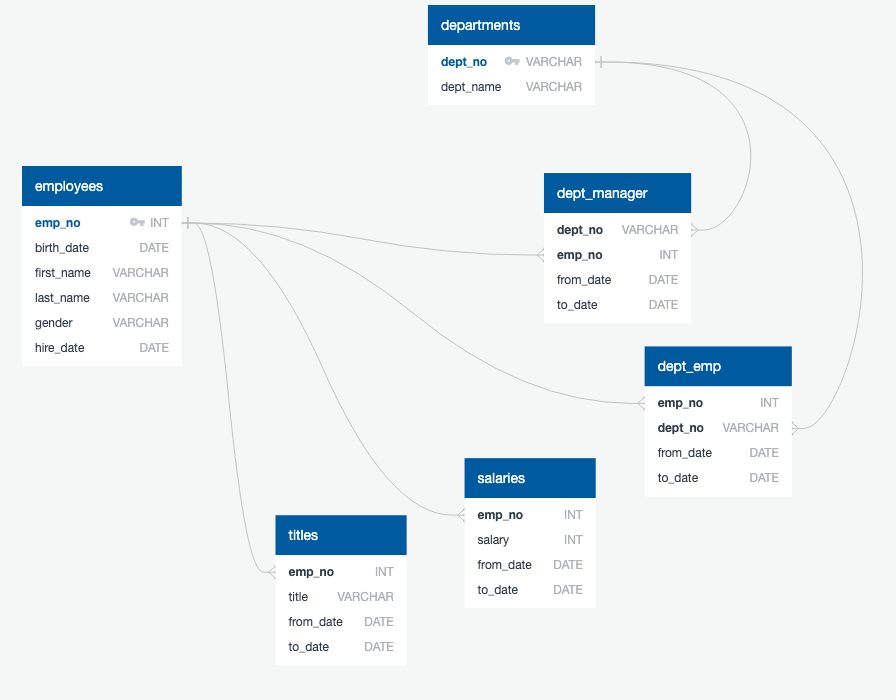 departments
dept_no VARCHAR
dept_name VARCHAR
employees
emp_no INT
birth_date DATE
first_name VARCHAR
last_name VARCHAR
gender VARCHAR
hire_date DATE
dept_manager
dept_no VARCHAR
emp_no INT
from_date DATE
to_date DATE
dept_emp
emp_no INT
dept_no VARCHAR
from_date DATE
to_date DATE
salaries
emp_no INT
salary INT
from_date DATE
to_date DATE
titles
emp_no INT
title VARCHAR
from_date DATE
to_date DATE